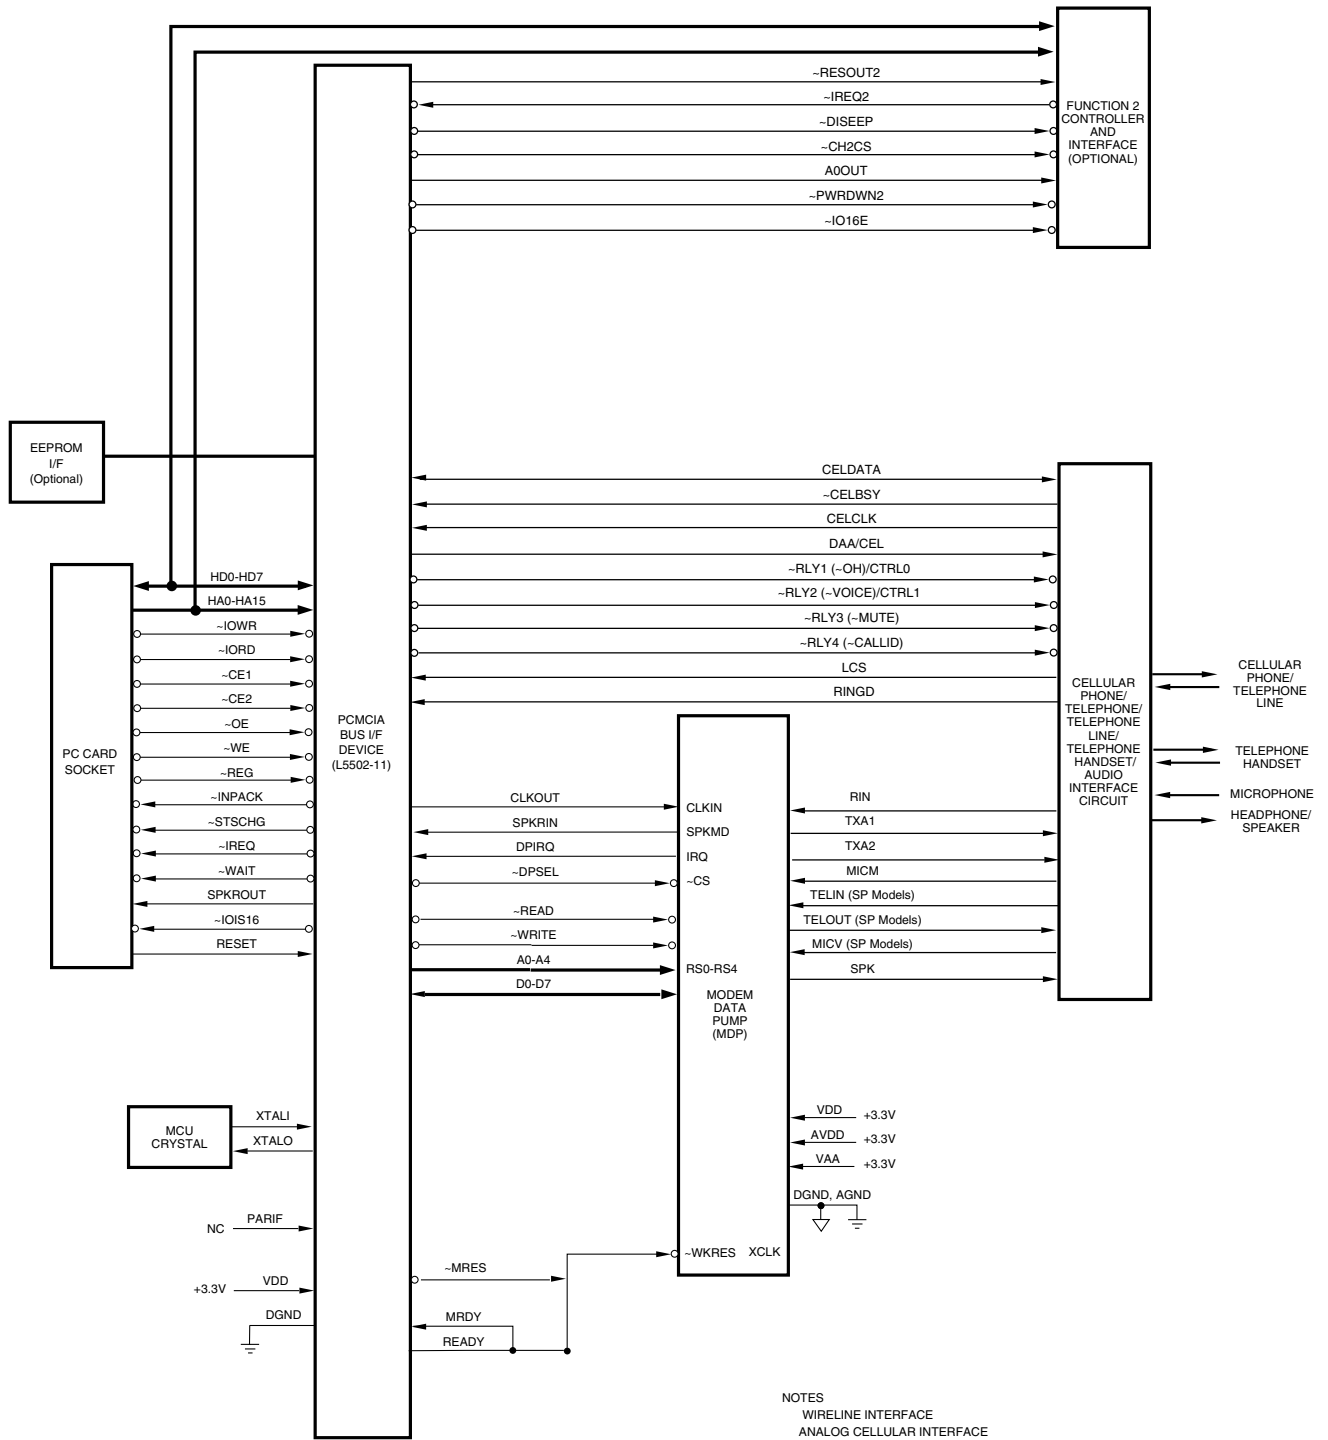 ~RESOUT2
~IREQ2
~DISEEP
~CH2CS
A0OUT
~PWRDWN2
~IO16E
FUNCTION 2
CONTROLLER
AND
INTERFACE
(OPTIONAL)
EEPROM
I/F
(Optional)
PC CARD
SOCKET
HD0-HD7
HA0-HA15
~IOWR
~IORD
~CE1
~CE2
~OE
~WE
~REG
~INPACK
~STSCHG
~IREQ
~WAIT
SPKROUT
~IOIS16
RESET
PCMCIA
BUS I/F
DEVICE
(L5502-11)
CELDATA
~CELBSY
CELCLK
DAA/CEL
~RLY1 (~OH)/CTRL0
~RLY2 (~VOICE)/CTRL1
~RLY3 (~MUTE)
~RLY4 (~CALLID)
LCS
RINGD
CELLULAR
PHONE/
TELEPHONE/
TELEPHONE
LINE/
TELEPHONE
HANDSET/
AUDIO
INTERFACE
CIRCUIT
CELLULAR
PHONE/
TELEPHONE
LINE
TELEPHONE
HANDSET
MICROPHONE
HEADPHONE/
SPEAKER
CLKOUT
SPKRIN
DPIRQ
~DPSEL
~READ
~WRITE
A0-A4
D0-D7
CLKIN
SPKMD
IRQ
~CS
RS0-RS4
MODEM
DATA
PUMP
(MDP)
RIN
TXA1
TXA2
MICM
TELIN (SP Models)
TELOUT (SP Models)
MICV (SP Models)
SPK
VDD +3.3V
AVDD +3.3V
VAA +3.3V
DGND, AGND
~WKRES XCLK
MCU
CRYSTAL
XTALI
XTALO
NC PARIF
+3.3V VDD
DGND
~MRES
MRDY
READY
NOTES
WIRELINE INTERFACE
ANALOG CELLULAR INTERFACE